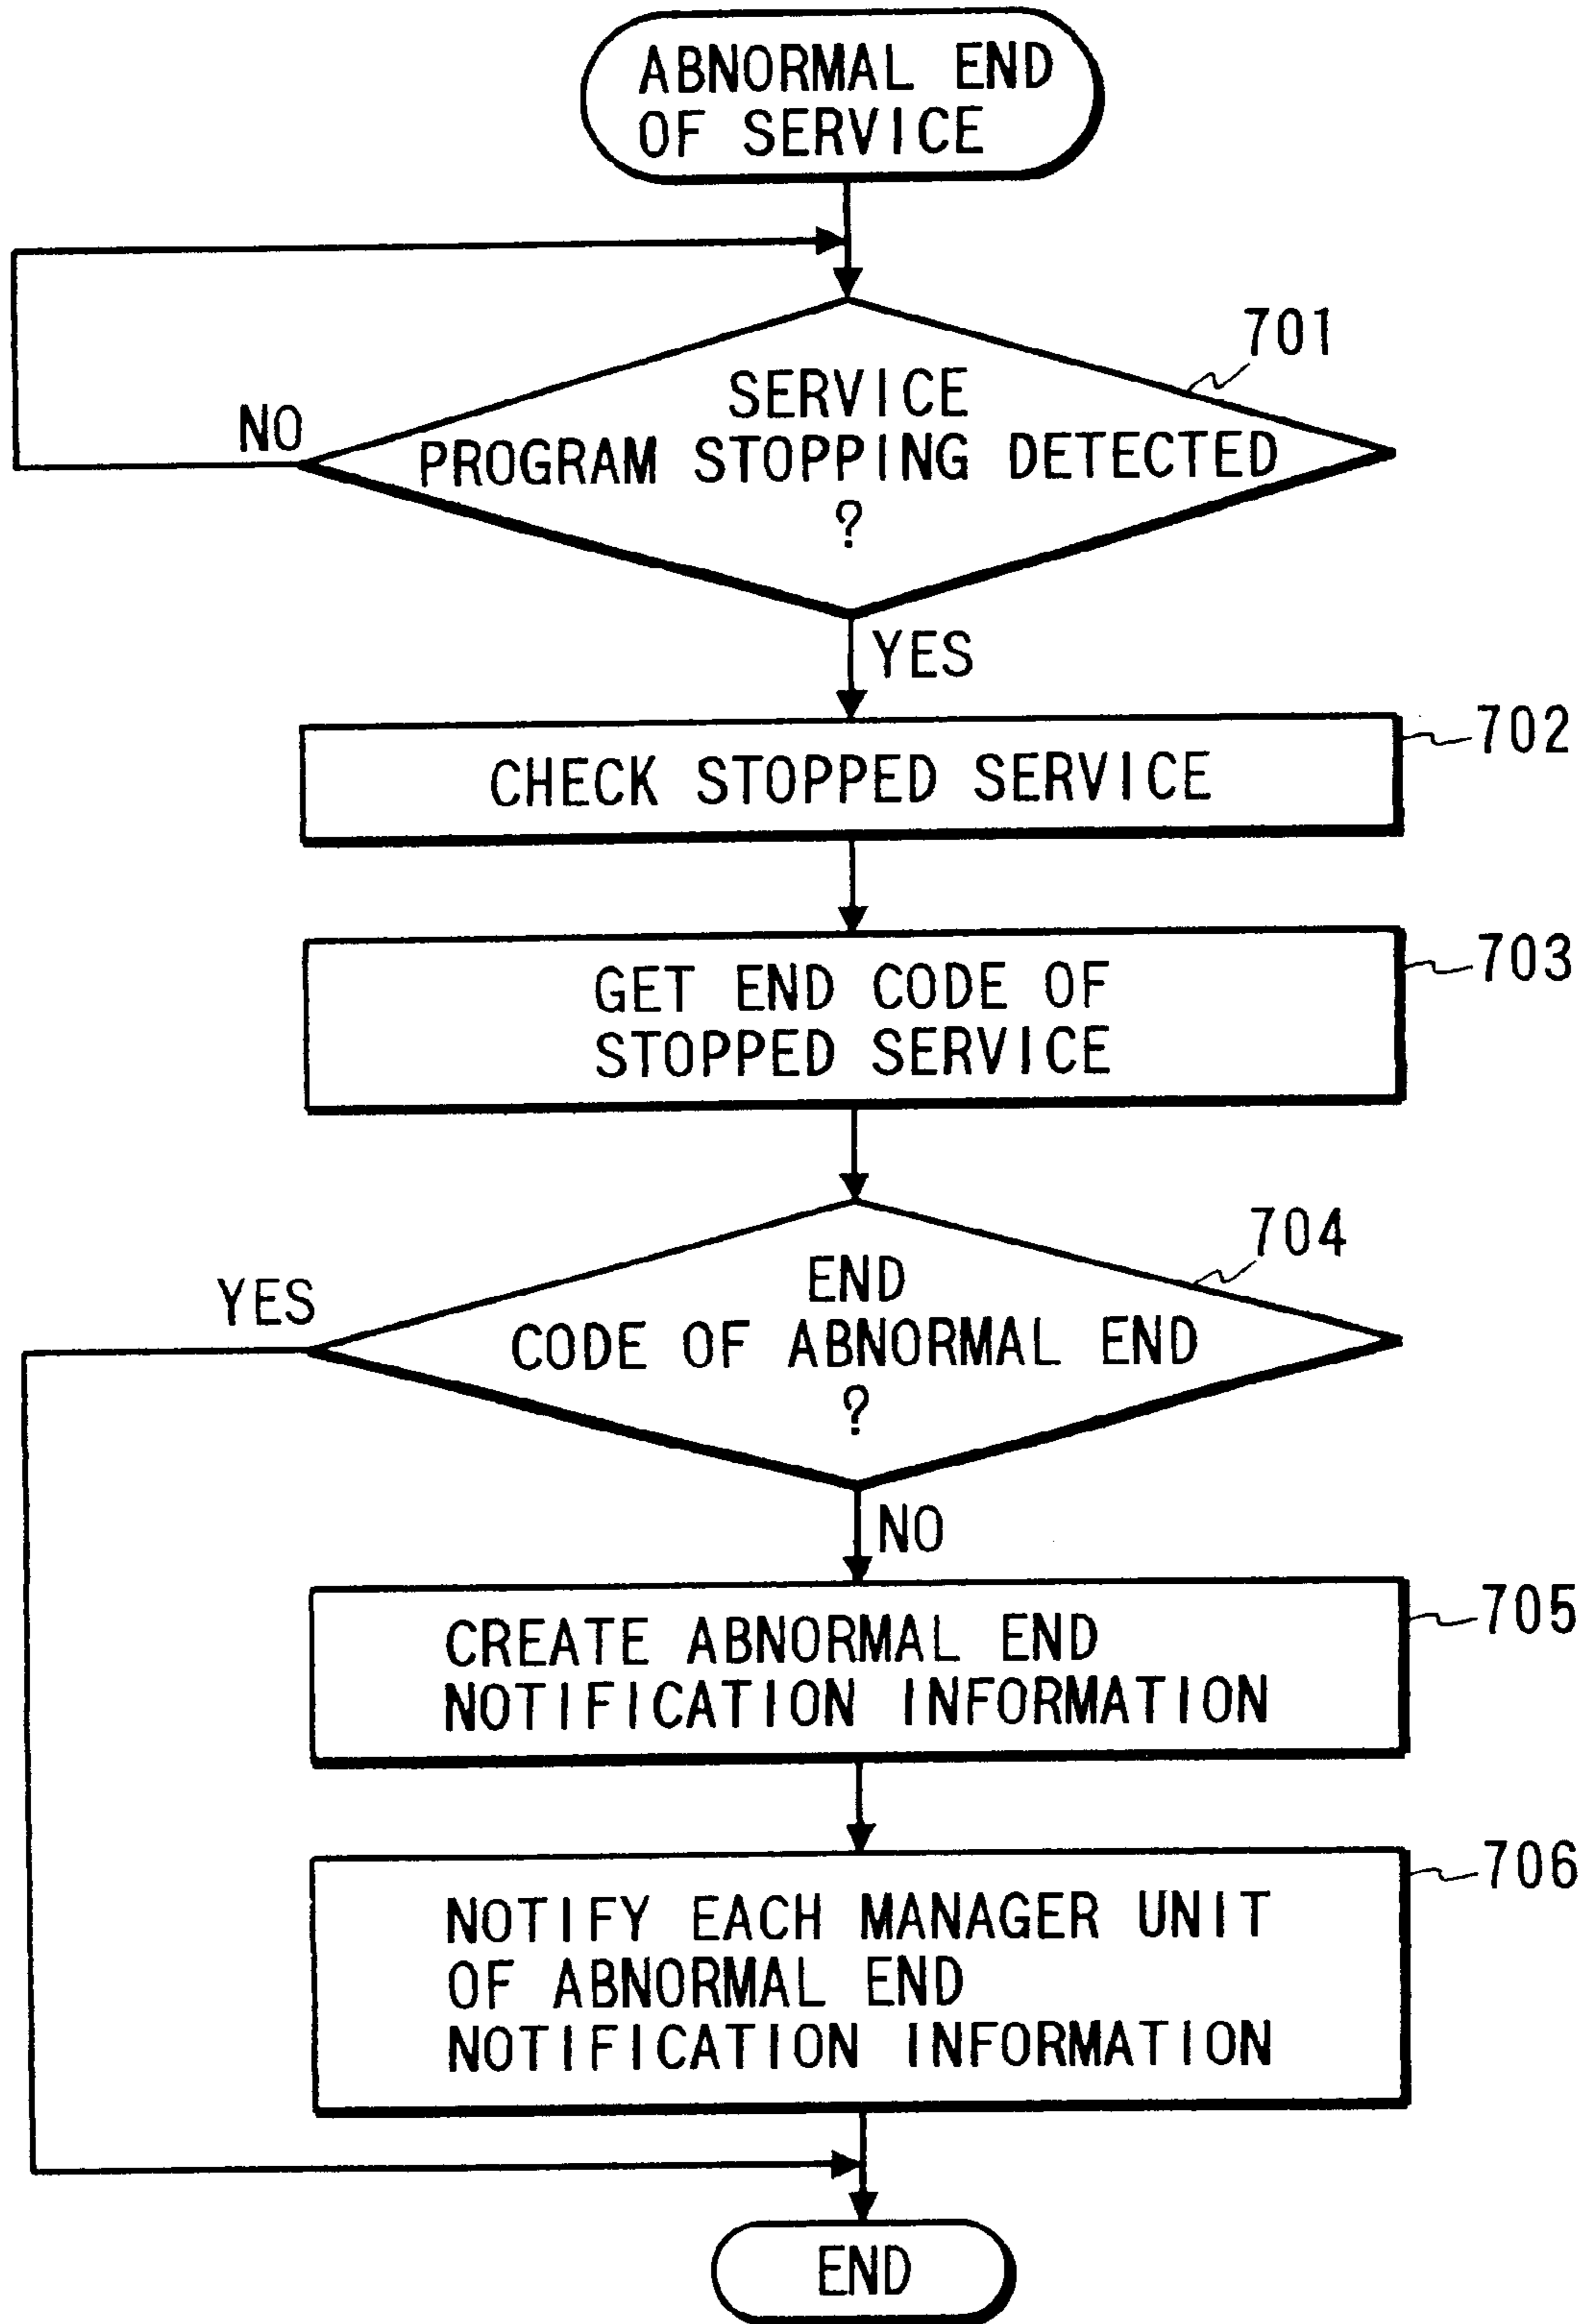 ABNORMAL END
OF SERVICE
701
SERVICE
PROGRAM STOPPING DETECTED
?
NO
YES
702
CHECK STOPPED SERVICE
703
GET END CODE OF
STOPPED SERVICE
704
END
CODE OF ABNORMAL END
?
YES
NO
705
CREATE ABNORMAL END
NOTIFICATION INFORMATION
706
NOTIFY EACH MANAGER UNIT
OF ABNORMAL END
NOTIFICATION INFORMATION
END